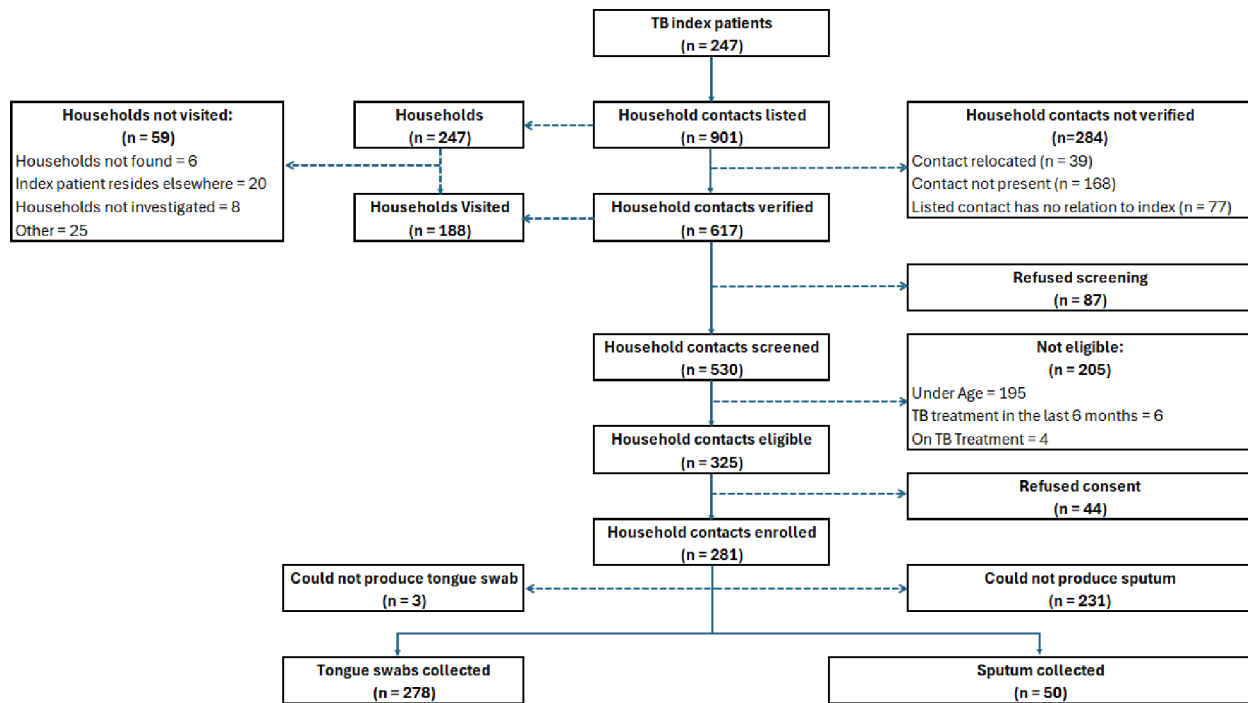 TB index patients
(n = 247)
Households not visited:
(n = 59)
Households not found = 6
Index patient resides elsewhere = 20
Households not investigated = 8
Other = 25
Households
(n = 247)
Household contacts listed
(n = 901)
Household contacts not verified
(n=284)
Contact relocated (n = 39)
Contact not present (n = 168)
Listed contact has no relation to index (n = 77)
Households Visited
(n = 188)
Household contacts verified
(n = 617)
Refused screening
(n = 87)
Household contacts screened
(n = 530)
Not eligible:
(n = 205)
Under Age = 195
TB treatment in the last 6 months = 6
On TB Treatment = 4
Household contacts eligible
(n = 325)
Refused consent
(n = 44)
Household contacts enrolled
(n = 281)
Could not produce tongue swab
(n = 3)
Could not produce sputum
(n = 231)
Tongue swabs collected
(n = 278)
Sputum collected
(n = 50)